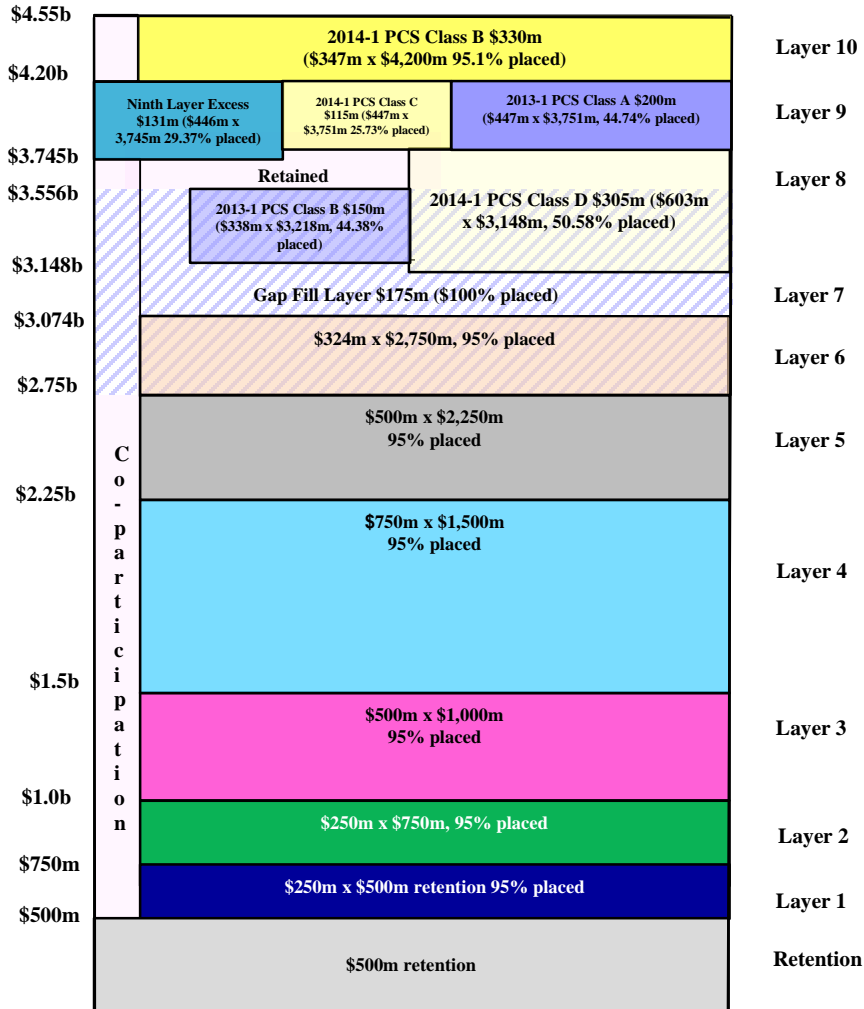 $4.55b
2014-1 PCS Class B $330m
($347m x $4,200m 95.1% placed)
Layer 10
$4.20b
Ninth Layer Excess
$131m ($446m x
3,745m 29.37% placed)
2014-1 PCS Class C
$115m ($447m x
$3,751m 25.73% placed)
2013-1 PCS Class A $200m
($447m x $3,751m, 44.74% placed)
Layer 9
$3.745b
Retained
Layer 8
$3.556b
2013-1 PCS Class B $150m
($338m x $3,218m, 44.38%
placed)
2014-1 PCS Class D $305m ($603m
x $3,148m, 50.58% placed)
$3.148b
Gap Fill Layer $175m ($100% placed)
Layer 7
$3.074b
$324m x $2,750m, 95% placed
Layer 6
$2.75b
$500m x $2,250m
95% placed
Layer 5
Co-participation
$2.25b
$750m x $1,500m
95% placed
Layer 4
$1.5b
$500m x $1,000m
95% placed
Layer 3
$1.0b
$250m x $750m, 95% placed
Layer 2
$750m
$250m x $500m retention 95% placed
Layer 1
$500m
$500m retention
Retention